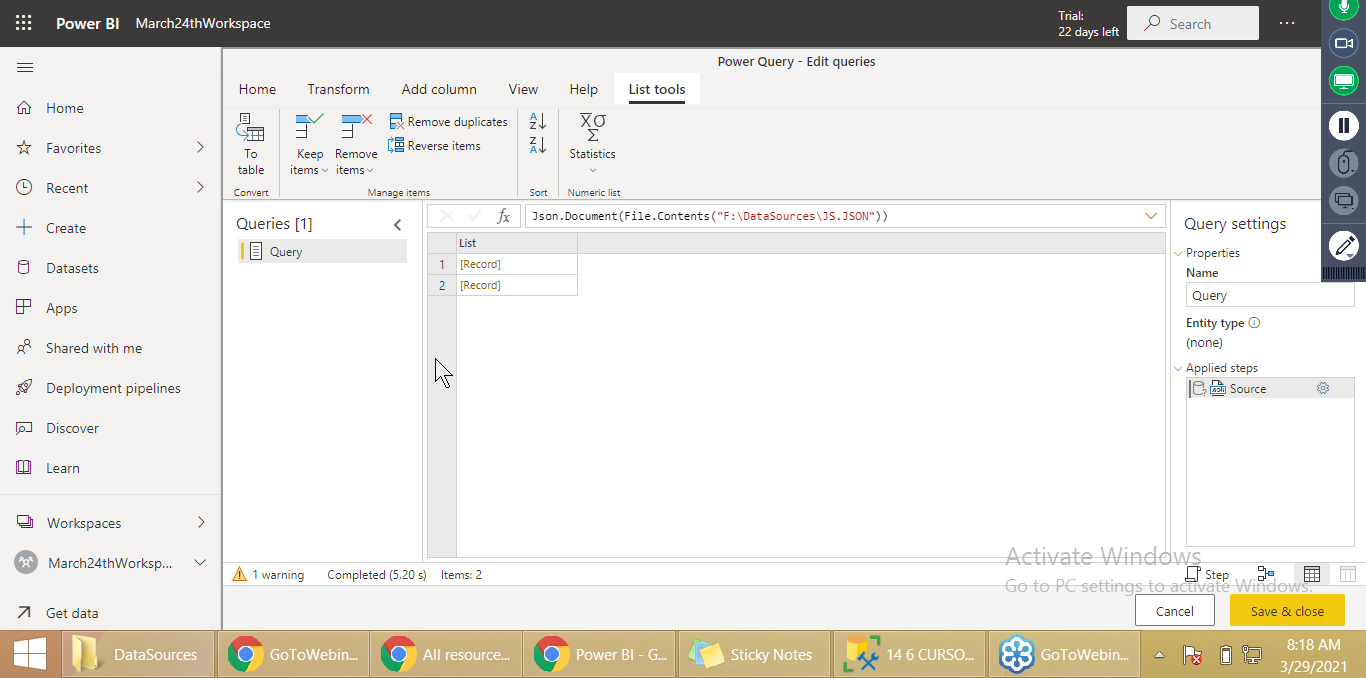 Power BI March24thWorkspace
Trial:
22 days left
Search
Power Query - Edit queries
Home
Favorites
Recent
Create
Datasets
Apps
Shared with me
Deployment pipelines
Discover
Learn
Workspaces
March24thWorksp...
Get data
Home Transform Add column View Help List tools
To
table
Convert
Keep
items
Remove
items
Remove duplicates
Reverse items
Manage items
A
Z
Z
A
Sort
X̅σ
Σ
Statistics
Numeric list
Queries [1]
Query
fx Json.Document(File.Contents("F:\DataSources\JS.JSON"))
List
1 [Record]
2 [Record]
Query settings
Properties
Name
Query
Entity type
(none)
Applied steps
JSON Source
1 warning Completed (5.20 s) Items: 2
Step
Activate Windows
Go to PC settings to activate Windows.
Cancel
Save & close
DataSources
GoToWebin...
All resource...
Power BI - G...
Sticky Notes
14 6 CURSO...
GoToWebin...
8:18 AM
3/29/2021